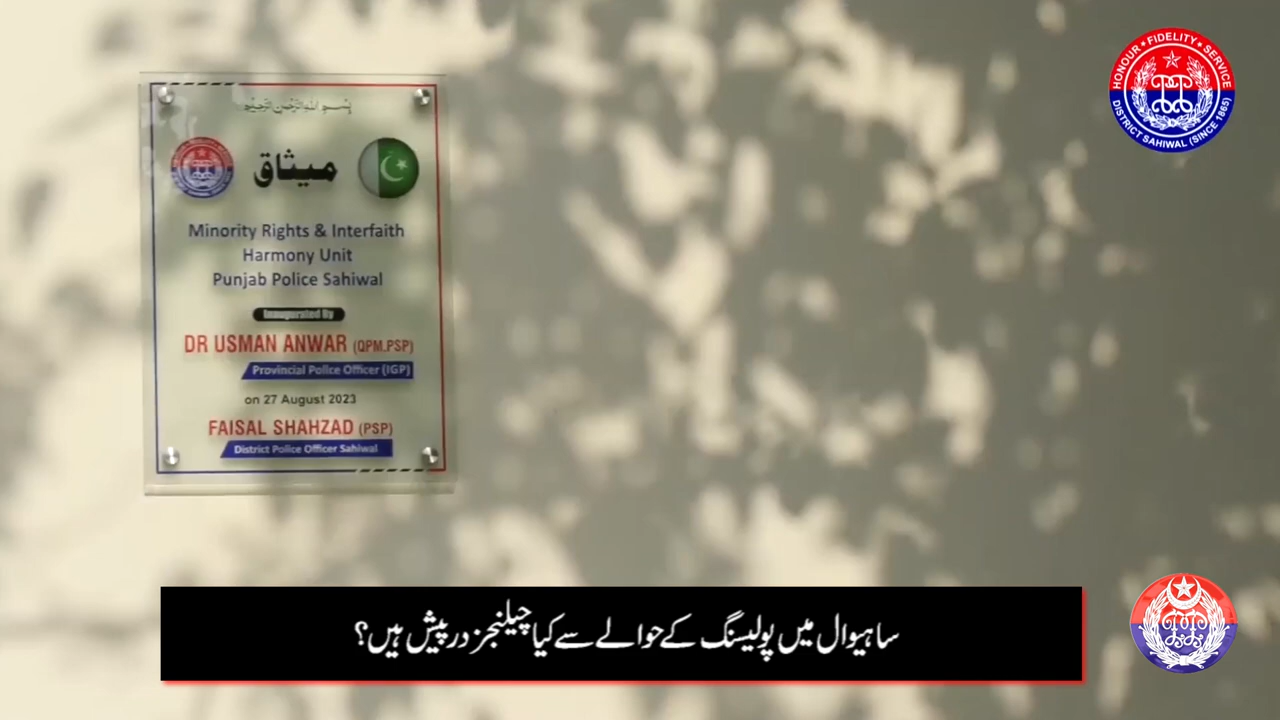 بسم اللہ الرحمن الرحیم
میثاق
Minority Rights & Interfaith
Harmony Unit
Punjab Police Sahiwal
Inaugurated By
DR USMAN ANWAR (QPM.PSP)
Provincial Police Officer (IGP)
on 27 August 2023
FAISAL SHAHZAD (PSP)
District Police Officer Sahiwal
HONOUR ★ FIDELITY ★ SERVICE
DISTRICT SAHIWAL (SINCE 1865)
ساہیوال میں پولیسنگ کے حوالے سے کیا چیلنجز درپیش ہیں؟